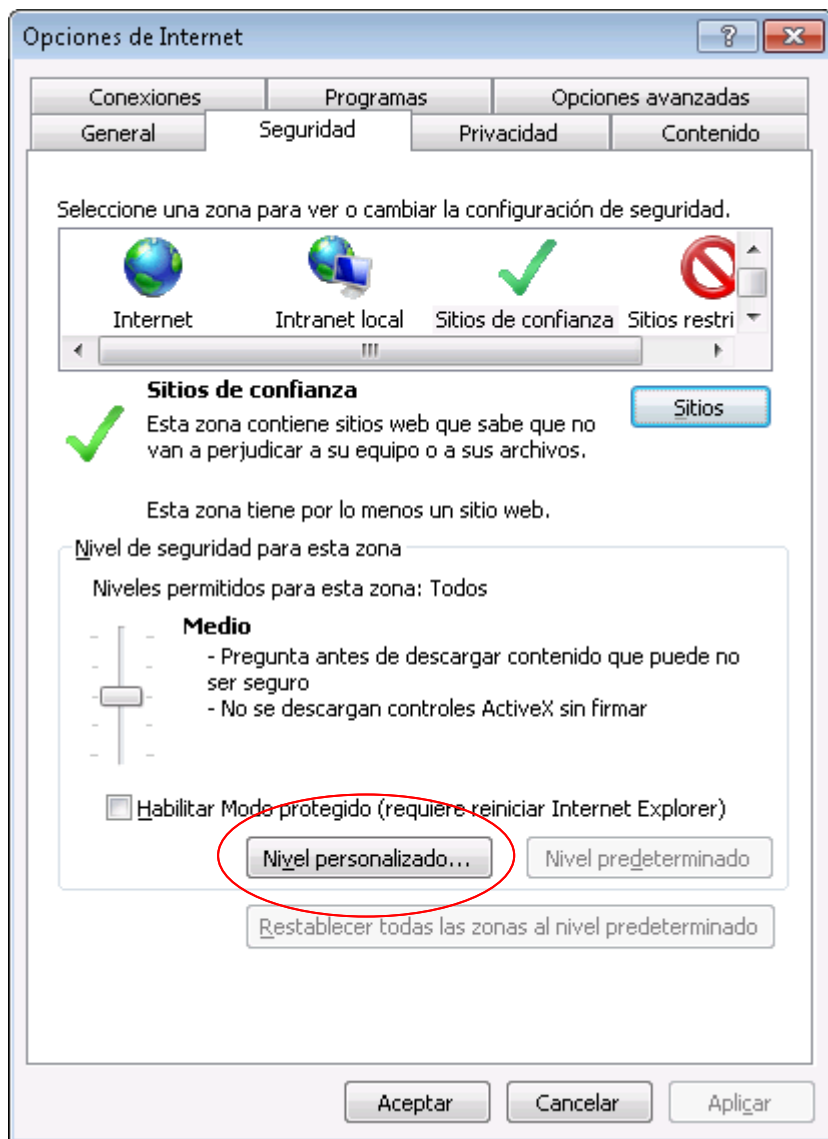 Opciones de Internet
Conexiones Programas Opciones avanzadas
General Seguridad Privacidad Contenido
Seleccione una zona para ver o cambiar la configuración de seguridad.
Internet Intranet local Sitios de confianza Sitios restri
Sitios de confianza
Sitios
Esta zona contiene sitios web que sabe que no
van a perjudicar a su equipo o a sus archivos.
Esta zona tiene por lo menos un sitio web.
Nivel de seguridad para esta zona
Niveles permitidos para esta zona: Todos
Medio
- Pregunta antes de descargar contenido que puede no
ser seguro
- No se descargan controles ActiveX sin firmar
Habilitar Modo protegido (requiere reiniciar Internet Explorer)
Nivel personalizado... Nivel predeterminado
Restablecer todas las zonas al nivel predeterminado
Aceptar Cancelar Aplicar